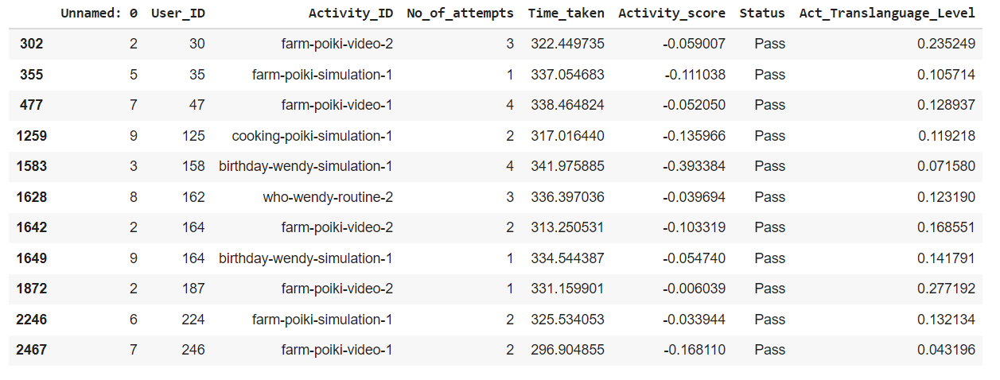 Unnamed: 0 User_ID Activity_ID No_of_attempts Time_taken Activity_score Status Act_Translanguage_Level
302 2 30 farm-poiki-video-2 3 322.449735 -0.059007 Pass 0.235249
355 5 35 farm-poiki-simulation-1 1 337.054683 -0.111038 Pass 0.105714
477 7 47 farm-poiki-video-1 4 338.464824 -0.052050 Pass 0.128937
1259 9 125 cooking-poiki-simulation-1 2 317.016440 -0.135966 Pass 0.119218
1583 3 158 birthday-wendy-simulation-1 4 341.975885 -0.393384 Pass 0.071580
1628 8 162 who-wendy-routine-2 3 336.397036 -0.039694 Pass 0.123190
1642 2 164 farm-poiki-video-2 2 313.250531 -0.103319 Pass 0.168551
1649 9 164 birthday-wendy-simulation-1 1 334.544387 -0.054740 Pass 0.141791
1872 2 187 farm-poiki-video-2 1 331.159901 -0.006039 Pass 0.277192
2246 6 224 farm-poiki-simulation-1 2 325.534053 -0.033944 Pass 0.132134
2467 7 246 farm-poiki-video-1 2 296.904855 -0.168110 Pass 0.043196